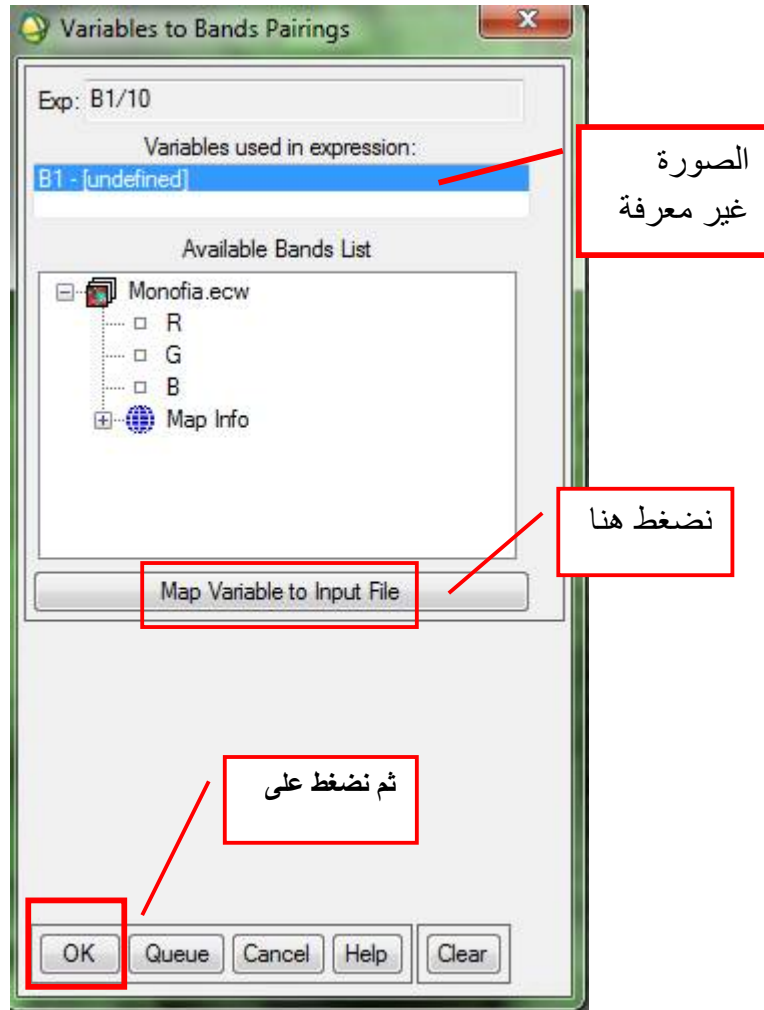 Variables to Bands Pairings
x
Exp: B1/10
Variables used in expression:
B1 - [undefined]
الصورة
غير معرفة
Available Bands List
Monofia.ecw
R
G
B
Map Info
نضغط هنا
Map Variable to Input File
ثم نضغط على
OK Queue Cancel Help Clear